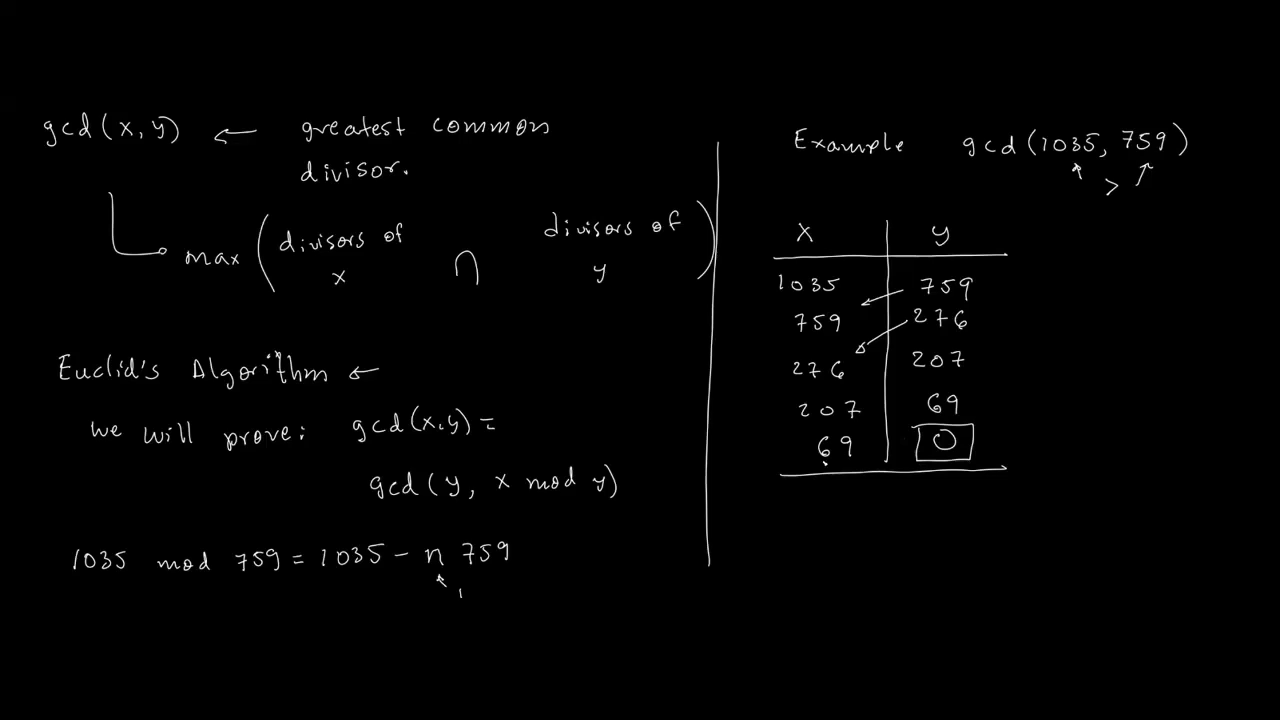 gcd(x,y) ← greatest common
divisor.
max (divisors of x ∩ divisors of y)
Euclid's Algorithm ←
we will prove: gcd(x,y) =
gcd(y, x mod y)
1035 mod 759 = 1035 - n 759
1
Example gcd(1035, 759)
>
x y
1035 759
759 276
276 207
207 69
69 0